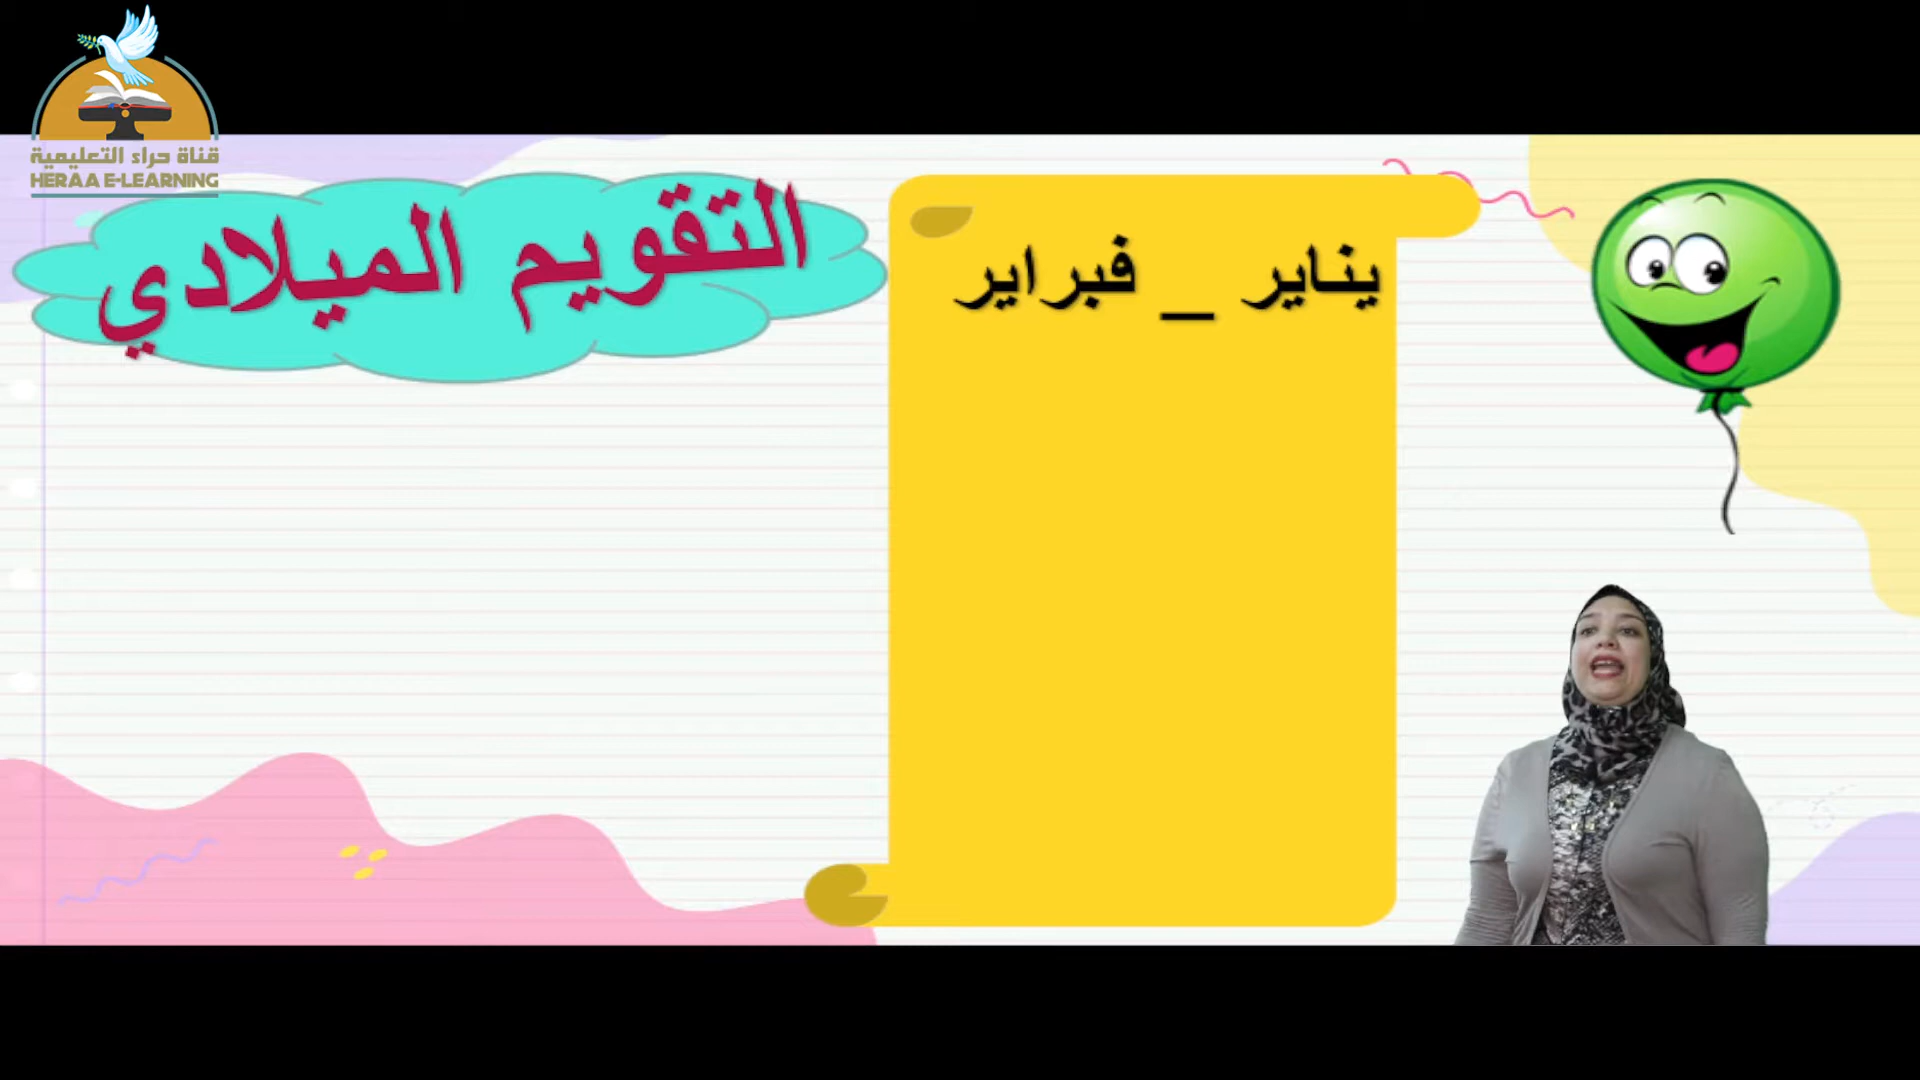 قناة حراء التعليمية
HERAA E-LEARNING
التقويم الميلادي
يناير _ فبراير